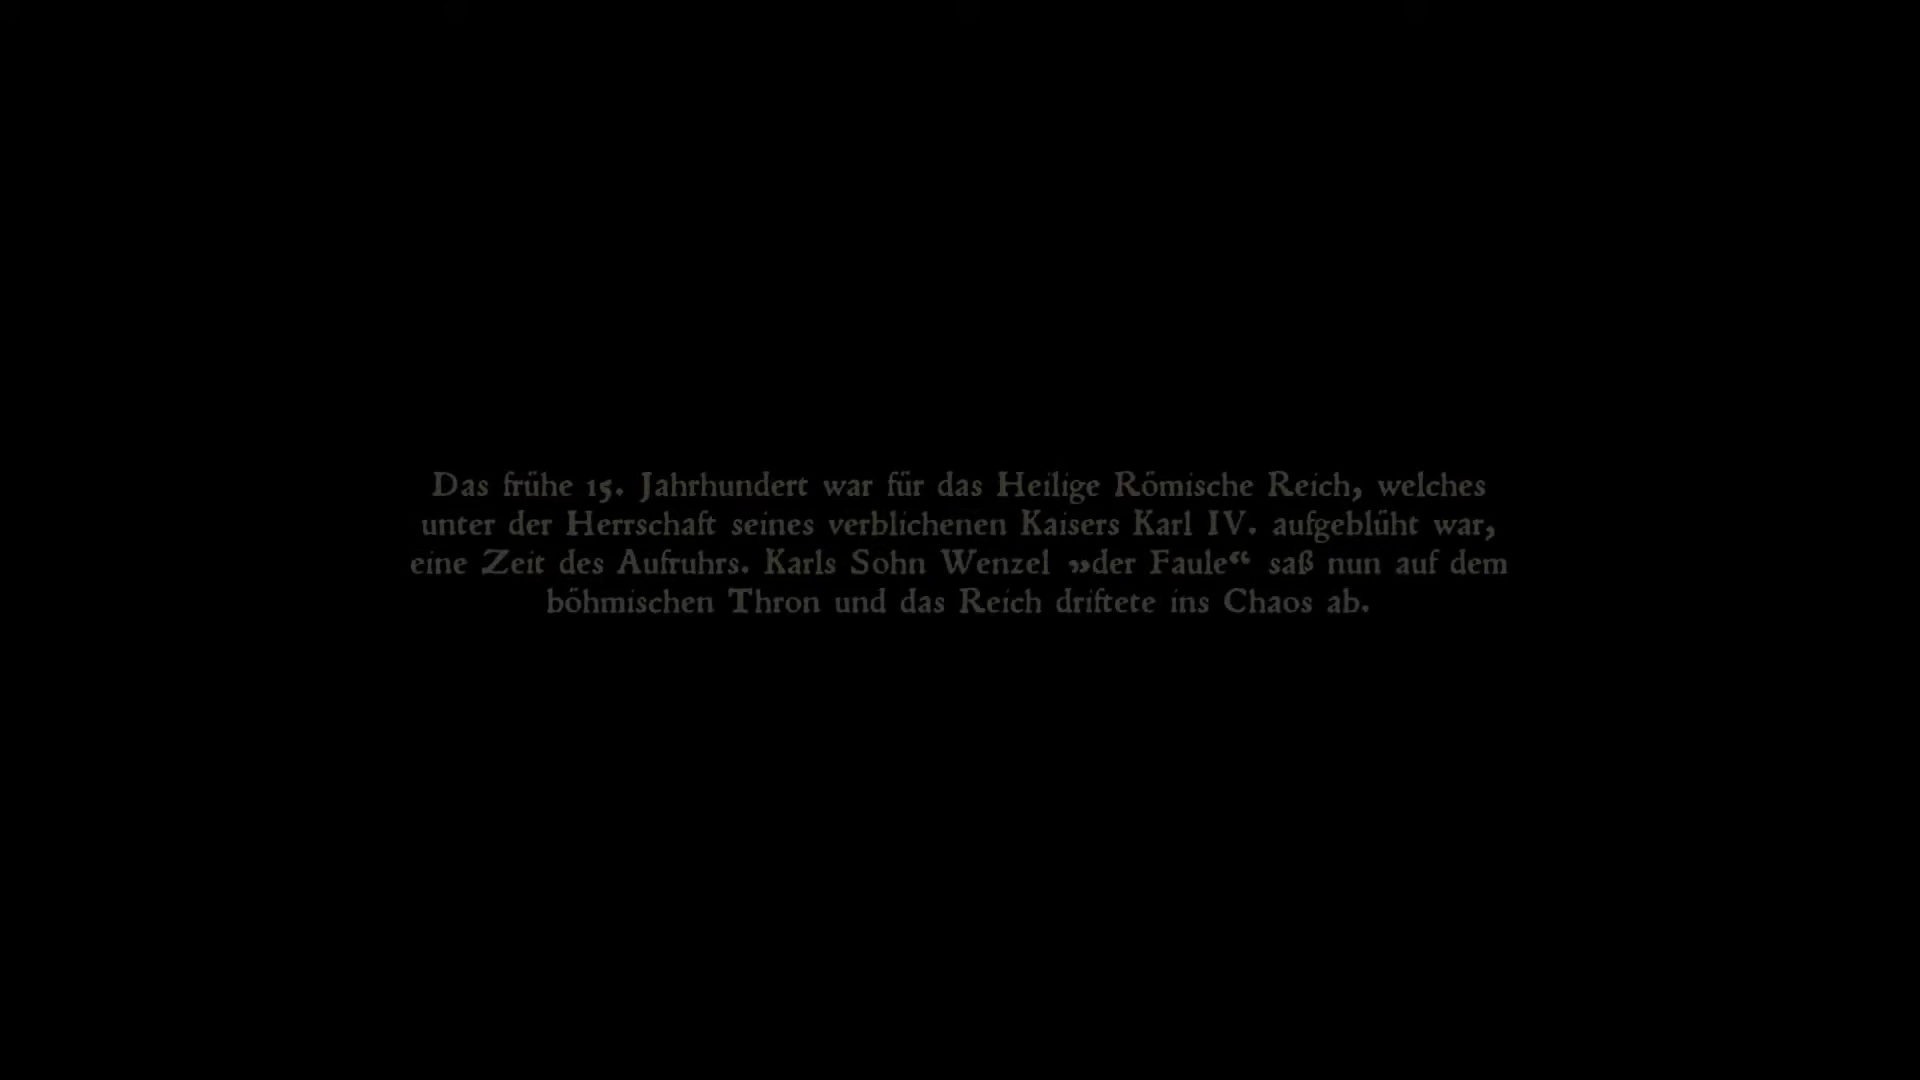 Das frühe 15. Jahrhundert war für das Heilige Römische Reich, welches
unter der Herrschaft seines verblichenen Kaisers Karl IV. aufgeblüht war,
eine Zeit des Aufruhrs. Karls Sohn Wenzel »der Faule“ saß nun auf dem
böhmischen Thron und das Reich driftete ins Chaos ab.